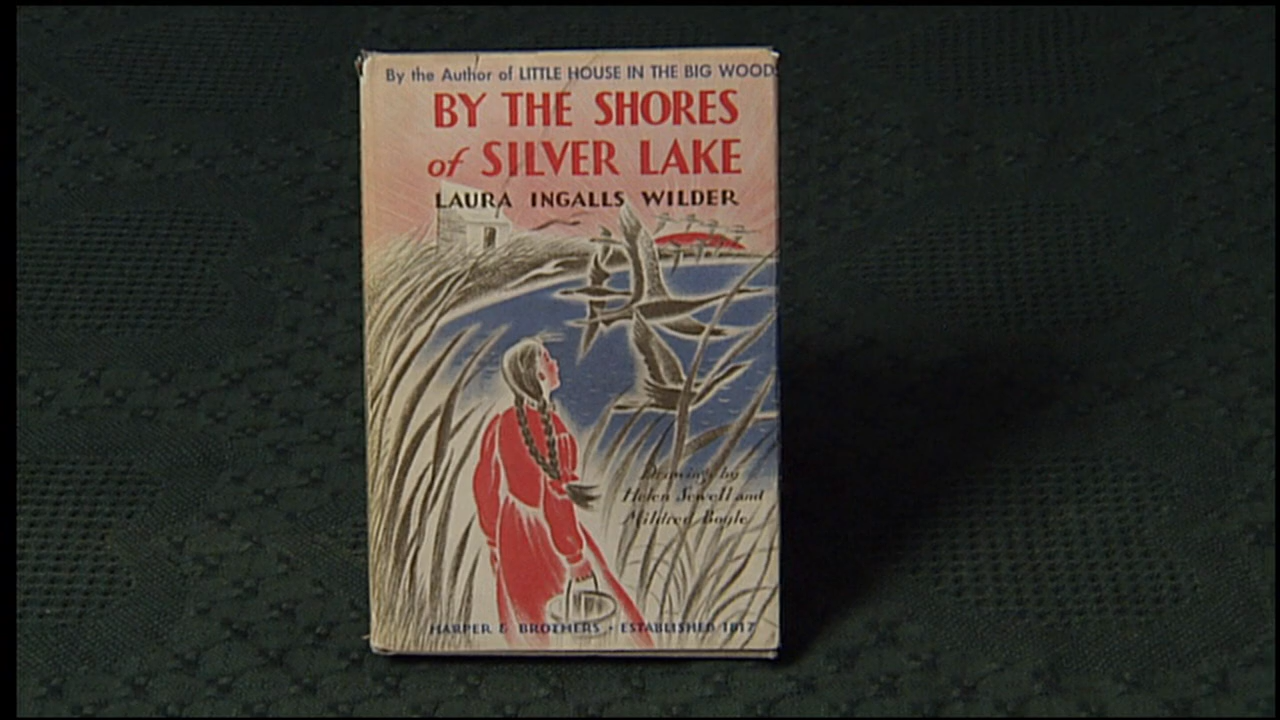 By the Author of LITTLE HOUSE IN THE BIG WOODS
BY THE SHORES
of SILVER LAKE
LAURA INGALLS WILDER
Drawings by
Helen Sewell and
Mildred Boyle
HARPER & BROTHERS • ESTABLISHED 1817